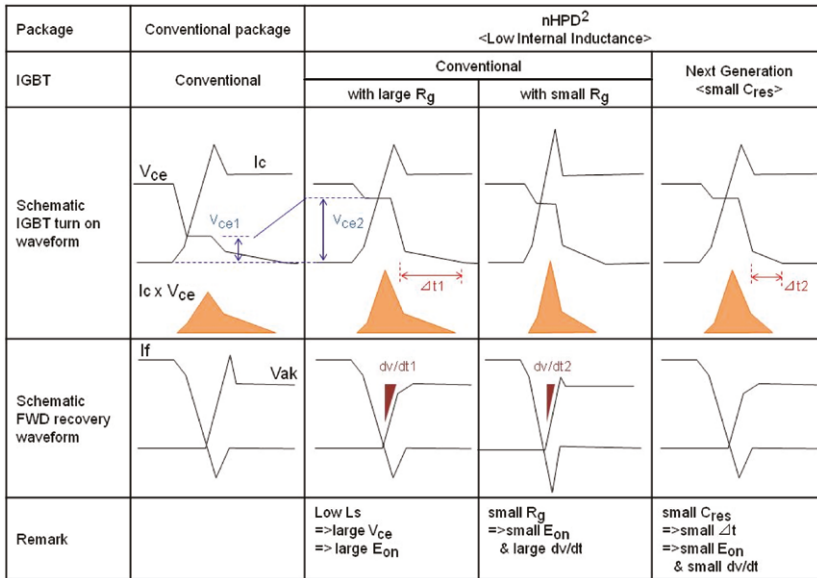 Package
Conventional package
nHPD²
<Low Internal Inductance>
IGBT
Conventional
Conventional
with large Rg
with small Rg
Next Generation
<small Cres>
Schematic
IGBT turn on
waveform
Vce
Ic
Vce1
Vce2
⊿t1
⊿t2
Ic x Vce
Schematic
FWD recovery
waveform
If
Vak
dv/dt1
dv/dt2
Remark
Low Ls
=>large Vce
=> large Eon
small Rg
=>small Eon
& large dv/dt
small Cres
=>small ⊿t
=>small Eon
& small dv/dt